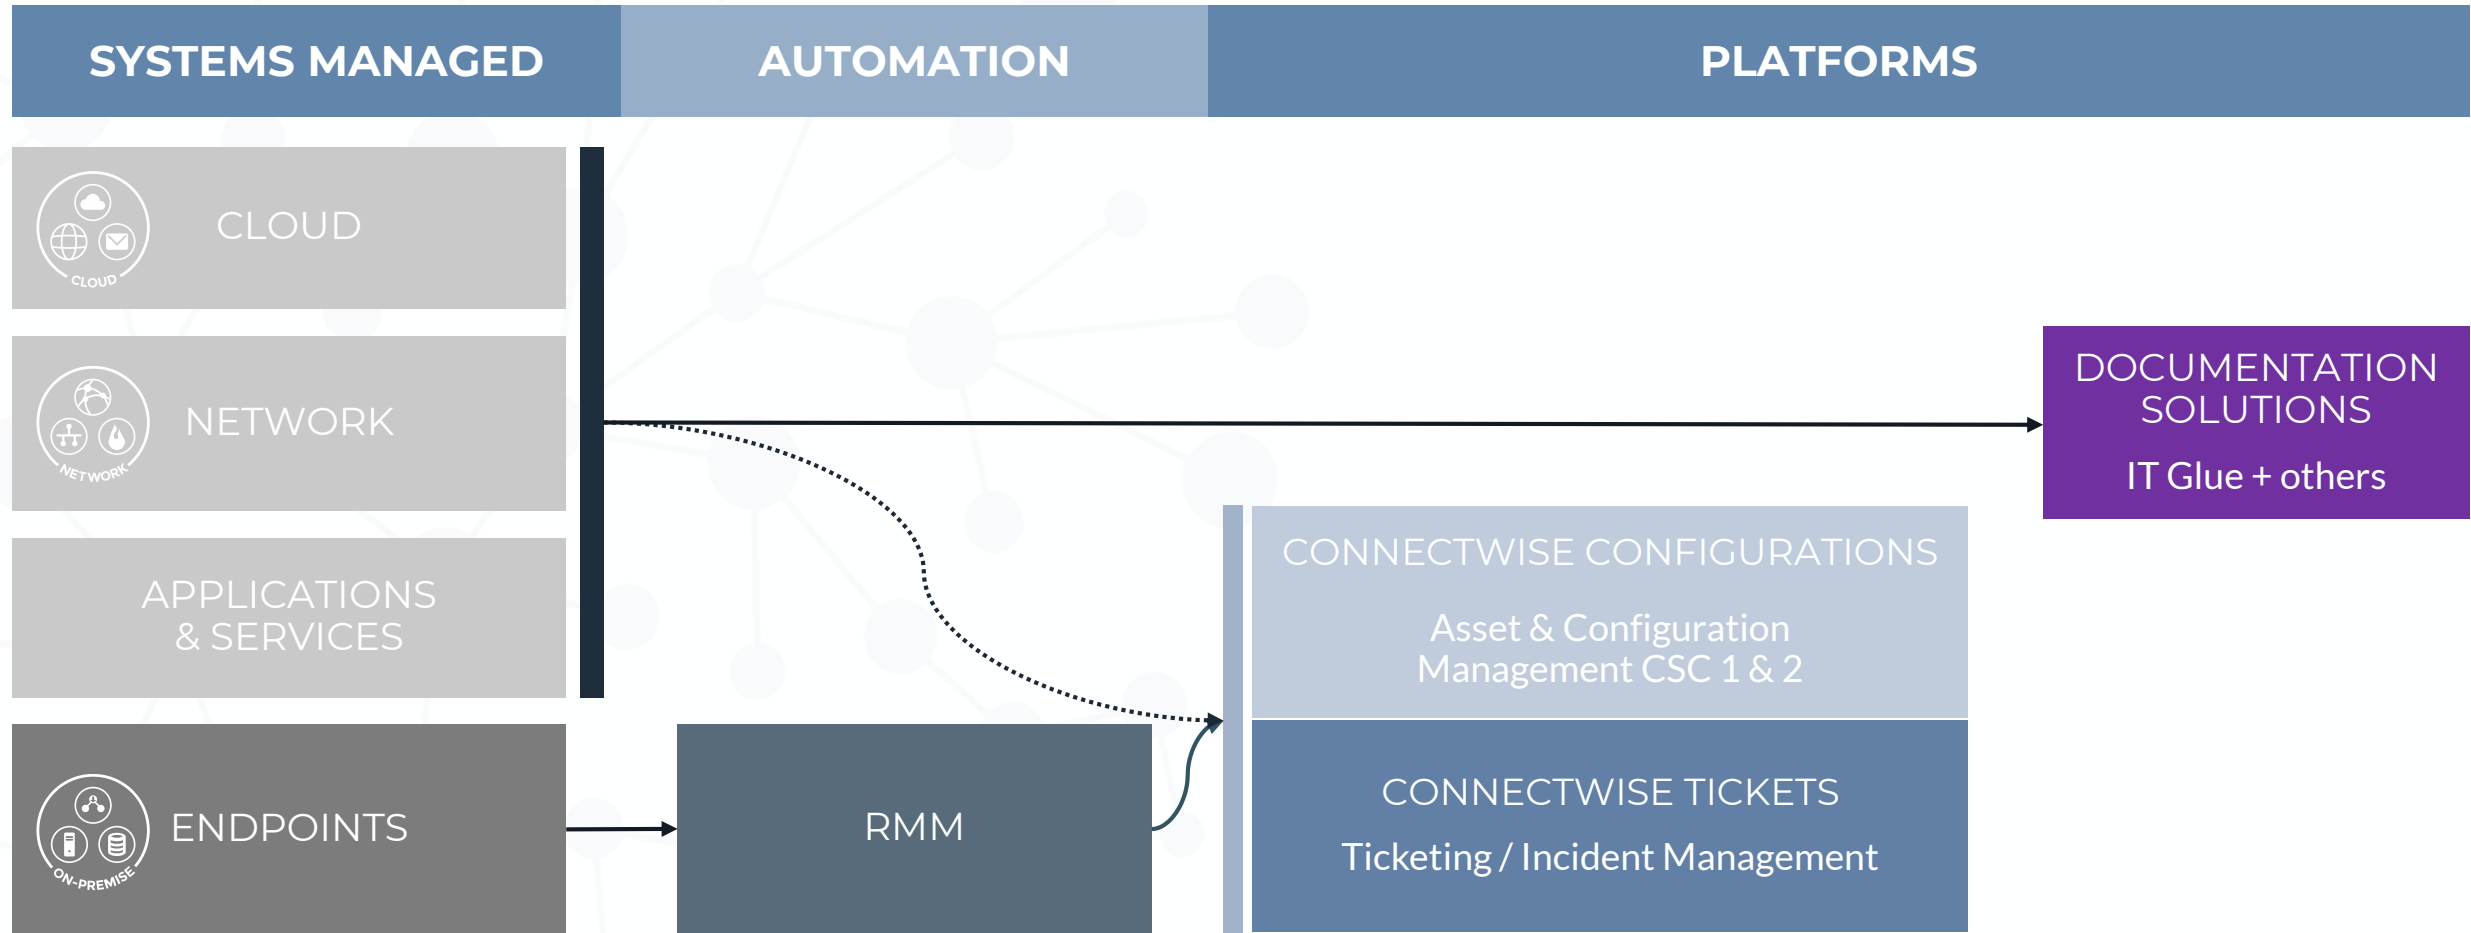 SYSTEMS MANAGED
AUTOMATION
PLATFORMS
CLOUD
CLOUD
NETWORK
NETWORK
APPLICATIONS
& SERVICES
ON-PREMISE
ENDPOINTS
RMM
CONNECTWISE CONFIGURATIONS
Asset & Configuration
Management CSC 1 & 2
CONNECTWISE TICKETS
Ticketing / Incident Management
DOCUMENTATION
SOLUTIONS
IT Glue + others